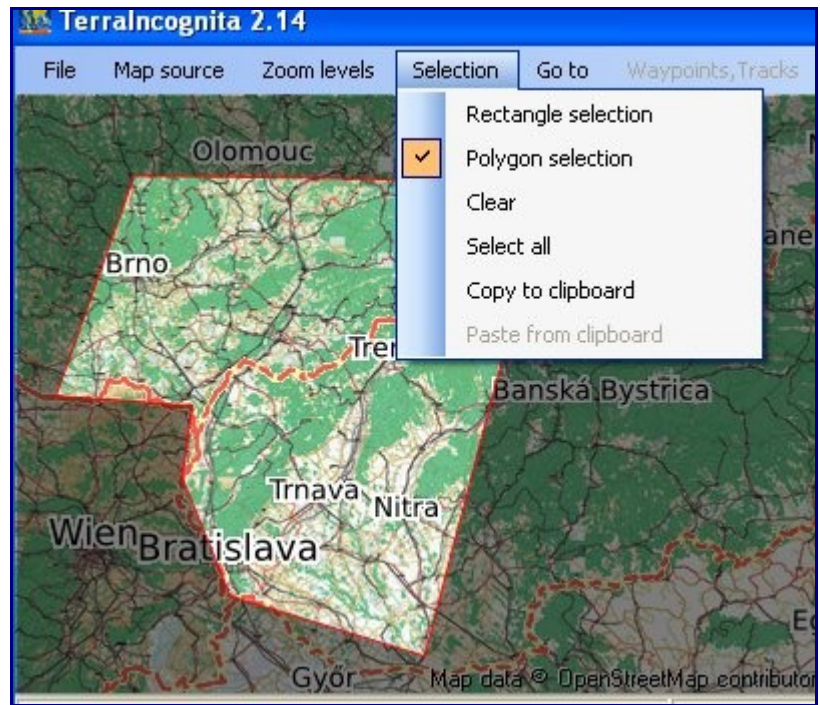 TerraIncognita 2.14
File Map source Zoom levels Selection Go to Waypoints,Tracks
Rectangle selection
Polygon selection
Clear
Select all
Copy to clipboard
Paste from clipboard
Olomouc
Brno
Banská Bystrica
Trnava
Nitra
Wien
Bratislava
Győr
Map data © OpenStreetMap contributor